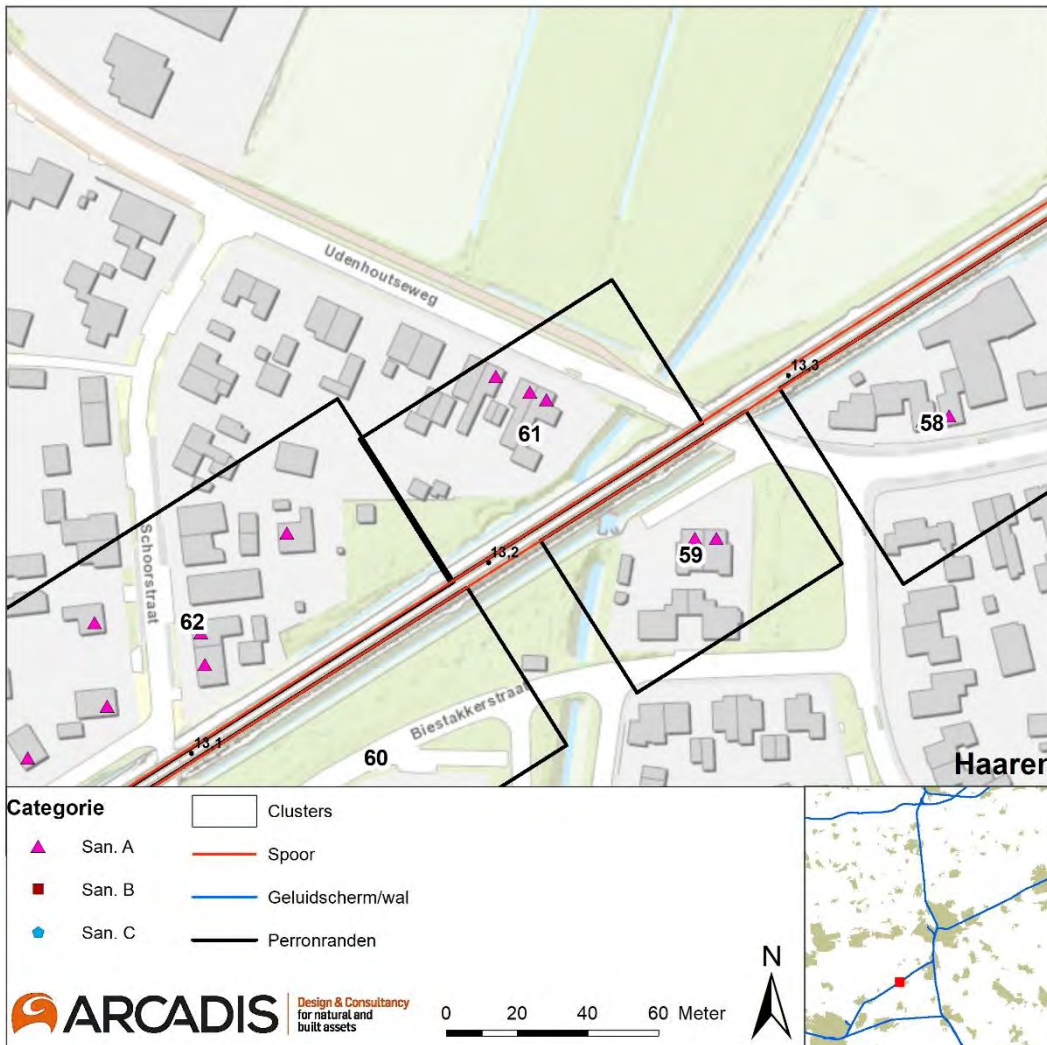 Udenhoutseweg
13,3
58
61
Schoorstraat
13,2
59
62
Biestakkerstraat
13,1
60
Haaren
Categorie
San. A
San. B
San. C
Clusters
Spoor
Geluidscherm/wal
Perronranden
ARCADIS
Design & Consultancy
for natural and
built assets
0 20 40 60 Meter
N